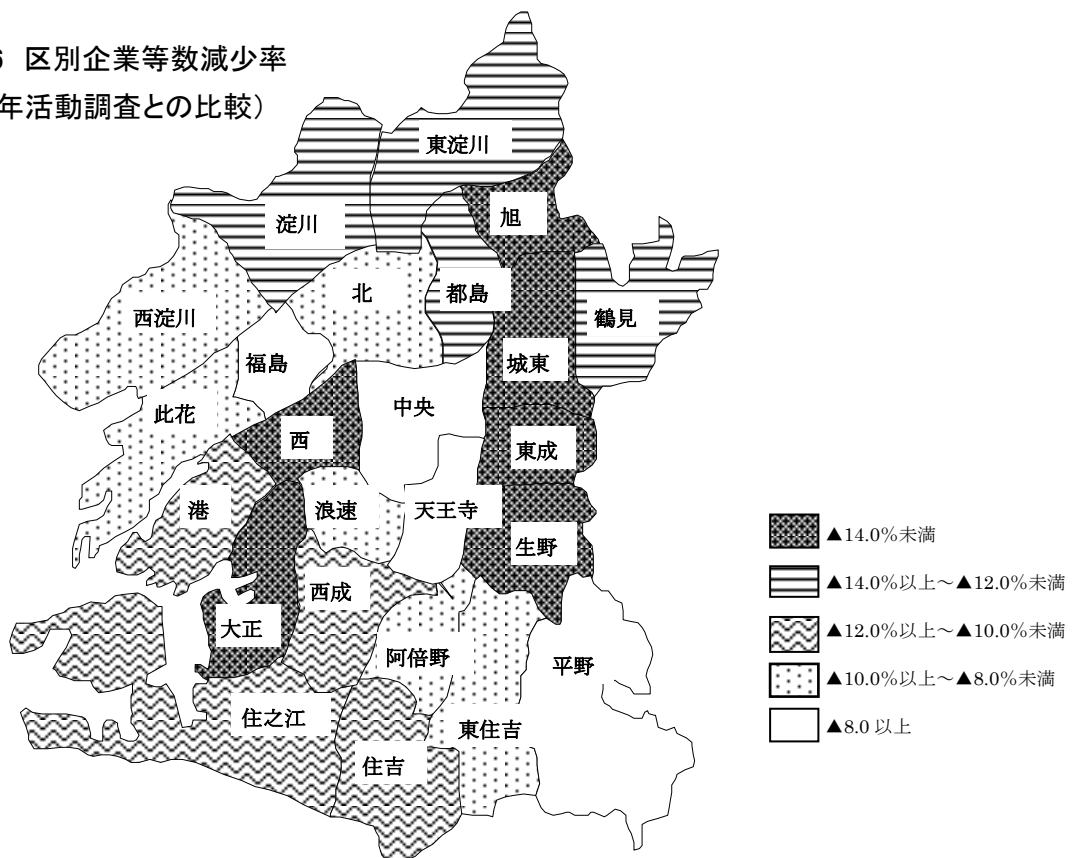 6 区別企業等数減少率
年活動調査との比較）
東淀川
淀川
旭
北
都島
鶴見
西淀川
福島
城東
中央
此花
西
東成
港
浪速
天王寺
生野
西成
大正
阿倍野
平野
住之江
東住吉
住吉
▲14.0%未満
▲14.0%以上～▲12.0%未満
▲12.0%以上～▲10.0%未満
▲10.0%以上～▲8.0%未満
▲8.0 以上